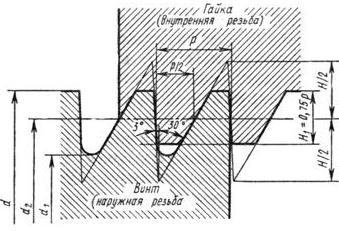 Гайка
(внутренняя резьба)
P
P/2
3°
30°
H/2
H₁=0,75p
H/2
d
d₂
d₁
Винт
(наружная резьба